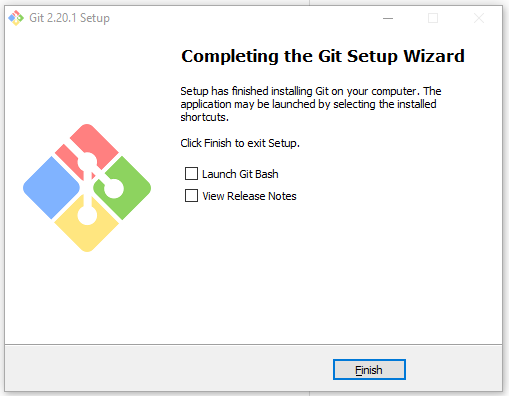 Git 2.20.1 Setup
Completing the Git Setup Wizard
Setup has finished installing Git on your computer. The
application may be launched by selecting the installed
shortcuts.
Click Finish to exit Setup.
Launch Git Bash
View Release Notes
Finish